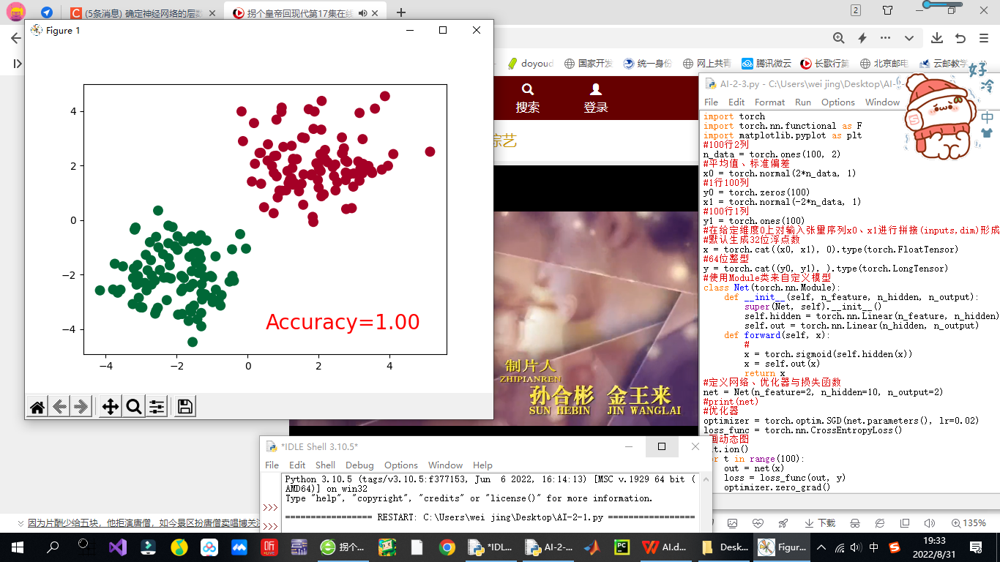 (5条消息) 确定神经网络的层数
拐个皇帝回现代第17集在线
2
Figure 1
doyoud
国家开发
统一身份
网上共青
腾讯微云
长歌行第
北京邮电
云邮教学
搜索
登录
综艺
4
2
0
−2
−4
−4
−2
0
2
4
Accuracy=1.00
制片人
ZHIPIANREN
孙合彬 金王来
SUN HEBIN JIN WANGLAI
好
冷
中
AI-2-3.py - C:\Users\wei jing\Desktop\AI-
File Edit Format Run Options Window
import torch
import torch.nn.functional as F
import matplotlib.pyplot as plt
#100行2列
n_data = torch.ones(100, 2)
#平均值、标准偏差
x0 = torch.normal(2*n_data, 1)
#1行100列
y0 = torch.zeros(100)
x1 = torch.normal(-2*n_data, 1)
#100行1列
y1 = torch.ones(100)
#在给定维度0上对输入张量序列x0、x1进行拼接(inputs,dim)形成
#默认生成32位浮点数
x = torch.cat((x0, x1), 0).type(torch.FloatTensor)
#64位整型
y = torch.cat((y0, y1), ).type(torch.LongTensor)
#使用Module类来自定义模型
class Net(torch.nn.Module):
def __init__(self, n_feature, n_hidden, n_output):
super(Net, self).__init__()
self.hidden = torch.nn.Linear(n_feature, n_hidden)
self.out = torch.nn.Linear(n_hidden, n_output)
def forward(self, x):
#
x = torch.sigmoid(self.hidden(x))
x = self.out(x)
return x
#定义网络、优化器与损失函数
net = Net(n_feature=2, n_hidden=10, n_output=2)
#print(net)
#优化器
optimizer = torch.optim.SGD(net.parameters(), lr=0.02)
loss_func = torch.nn.CrossEntropyLoss()
画动态图
t.ion()
r t in range(100):
out = net(x)
loss = loss_func(out, y)
optimizer.zero_grad()
*IDLE Shell 3.10.5*
File Edit Shell Debug Options Window Help
Python 3.10.5 (tags/v3.10.5:f377153, Jun  6 2022, 16:14:13) [MSC v.1929 64 bit (
AMD64)] on win32
Type "help", "copyright", "credits" or "license()" for more information.
>>>
================= RESTART: C:\Users\wei jing\Desktop\AI-2-1.py =================
>>>
因为片酬少给五块，他拒演唐僧，如今景区扮唐僧卖唱博关注
下载
135%
听
LIVE
拐个...
*IDL...
AI-2-...
PC
AI.d...
Desk...
Figur...
中
19:33
2022/8/31